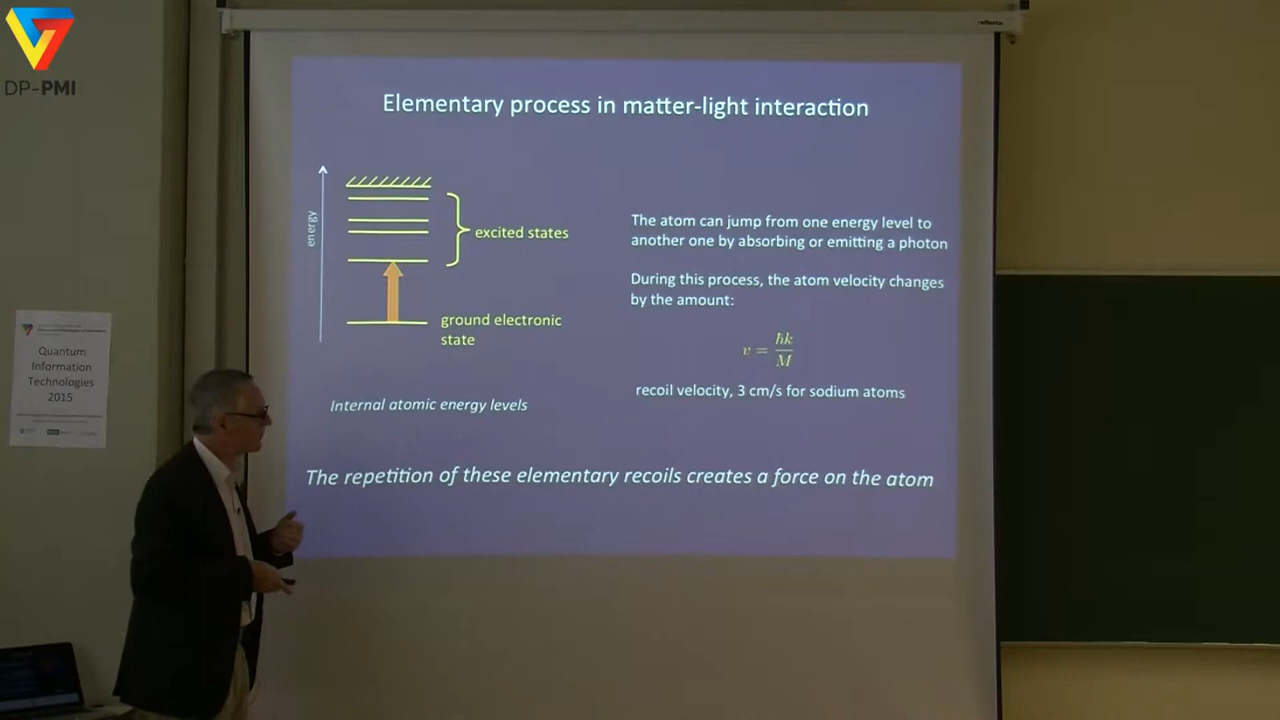 DP-PMI
reflecta
Elementary process in matter-light interaction
energy
excited states
ground electronic
state
Internal atomic energy levels
The atom can jump from one energy level to
another one by absorbing or emitting a photon
During this process, the atom velocity changes
by the amount:
v = ħk/M
recoil velocity, 3 cm/s for sodium atoms
The repetition of these elementary recoils creates a force on the atom
Quantum
Information
Technologies
2015